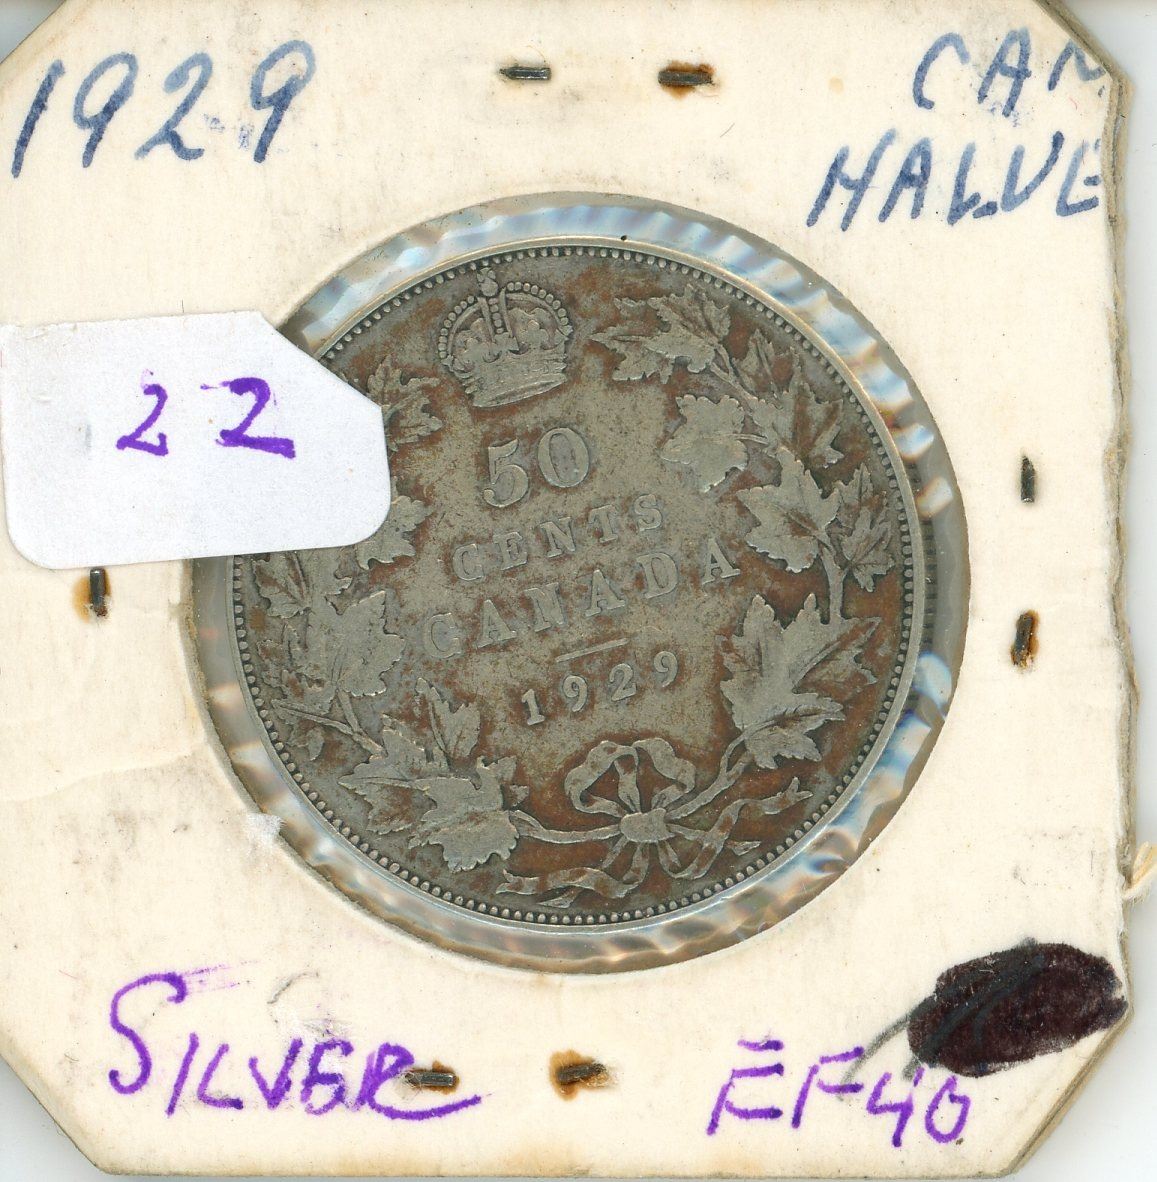 1929
CAN
HALVE
22
50
CENTS
CANADA
1929
SILVER
EF40